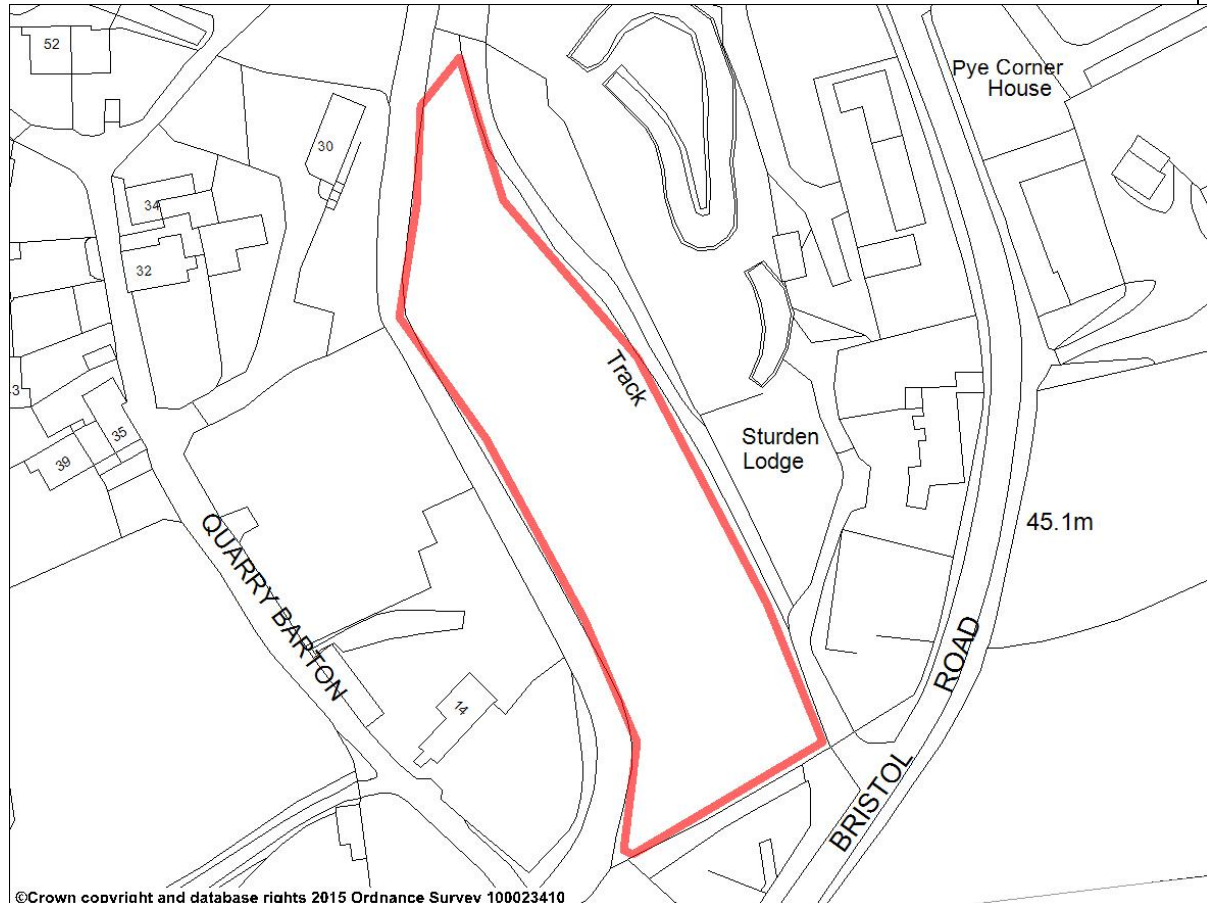 52
Pye Corner
House
30
34
32
Track
35
39
Sturden
Lodge
45.1m
QUARRY BARTON
14
BRISTOL ROAD
©Crown copyright and database rights 2015 Ordnance Survey 100023410